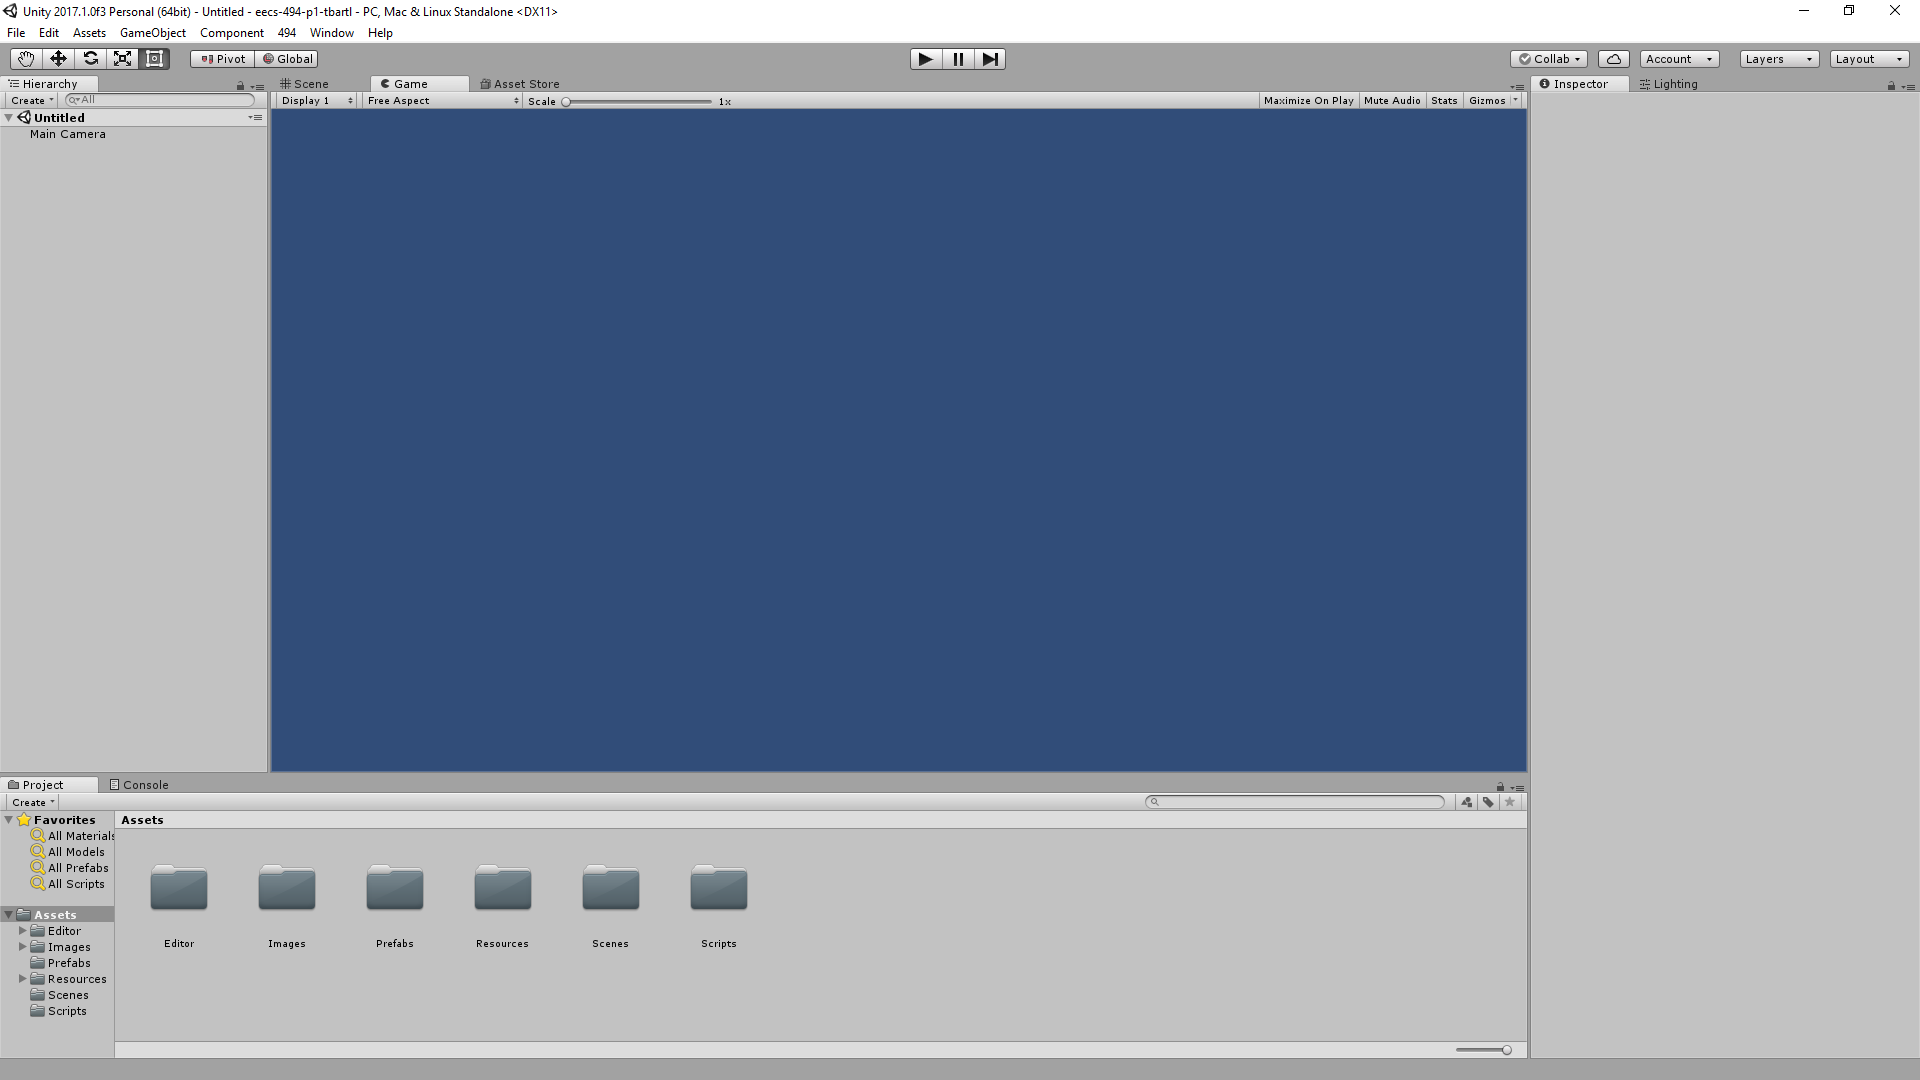 Unity 2017.1.0f3 Personal (64bit) - Untitled - eecs-494-p1-tbartl - PC, Mac & Linux Standalone <DX11>
File Edit Assets GameObject Component 494 Window Help
Pivot Global Collab Account Layers Layout
Hierarchy Scene Game Asset Store Inspector Lighting
Create All Display 1 Free Aspect Scale 1x Maximize On Play Mute Audio Stats Gizmos
Untitled
Main Camera
Project Console
Create
Favorites Assets
All Materials
All Models
All Prefabs
All Scripts
Assets
Editor
Images
Prefabs
Resources
Scenes
Scripts
Editor Images Prefabs Resources Scenes Scripts